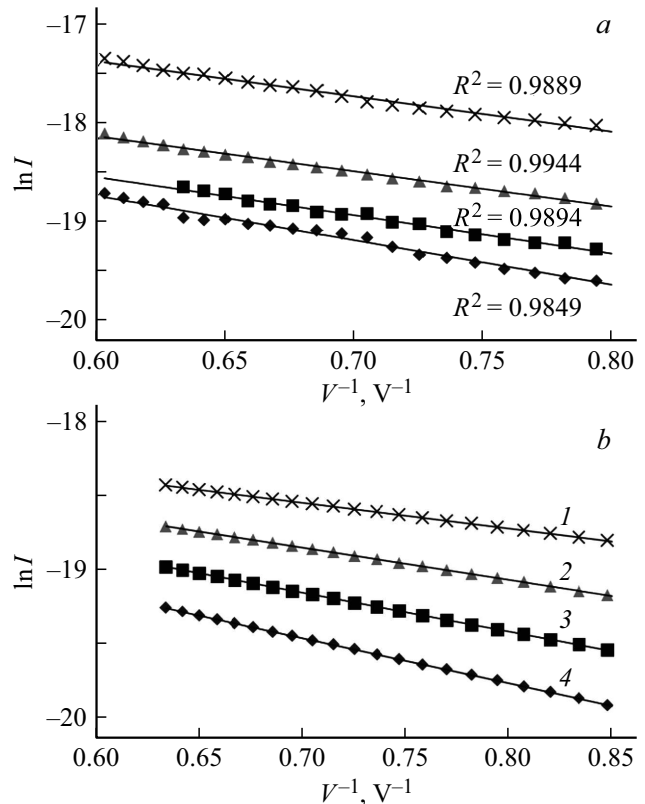 a
−17
−18
−19
−20
ln I
R² = 0.9889
R² = 0.9944
R² = 0.9894
R² = 0.9849
0.60 0.65 0.70 0.75 0.80
V⁻¹, V⁻¹
b
−18
−19
−20
ln I
1
2
3
4
0.60 0.65 0.70 0.75 0.80 0.85
V⁻¹, V⁻¹